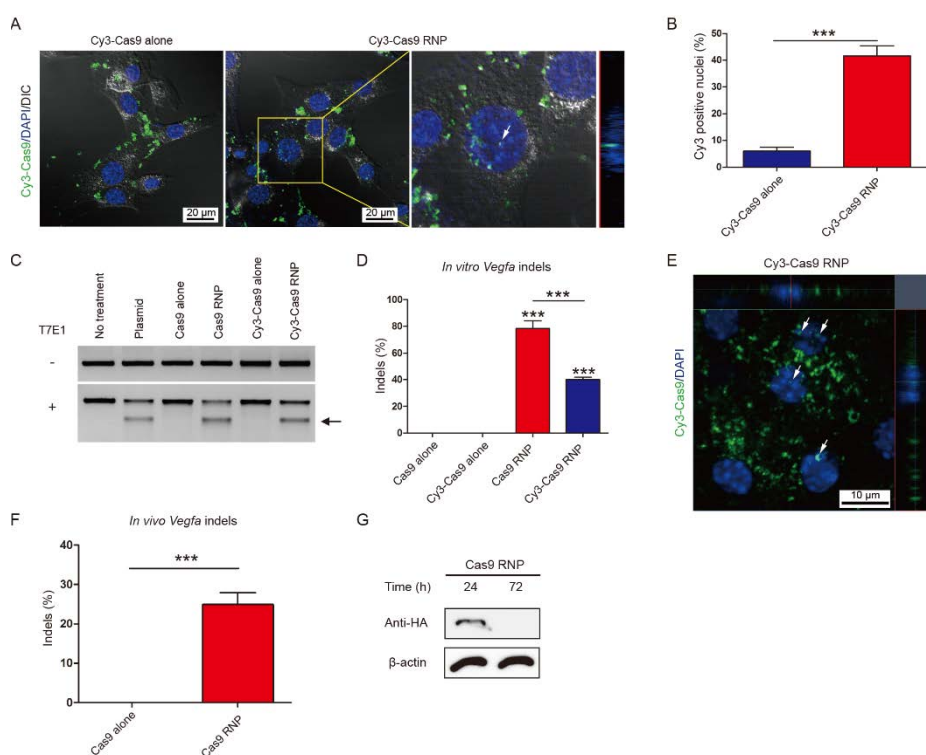 A
Cy3-Cas9 alone
Cy3-Cas9 RNP
Cy3-Cas9/DAPI/DIC
20 µm
20 µm
B
Cy3 positive nuclei (%)
50
40
30
20
10
0
***
Cy3-Cas9 alone
Cy3-Cas9 RNP
C
T7E1
No treatment
Plasmid
Cas9 alone
Cas9 RNP
Cy3-Cas9 alone
Cy3-Cas9 RNP
-
+
D
In vitro Vegfa indels
Indels (%)
100
80
60
40
20
0
***
***
***
Cas9 alone
Cy3-Cas9 alone
Cas9 RNP
Cy3-Cas9 RNP
E
Cy3-Cas9 RNP
Cy3-Cas9/DAPI
10 µm
F
In vivo Vegfa indels
Indels (%)
40
30
20
10
0
***
Cas9 alone
Cas9 RNP
G
Cas9 RNP
Time (h) 24 72
Anti-HA
β-actin